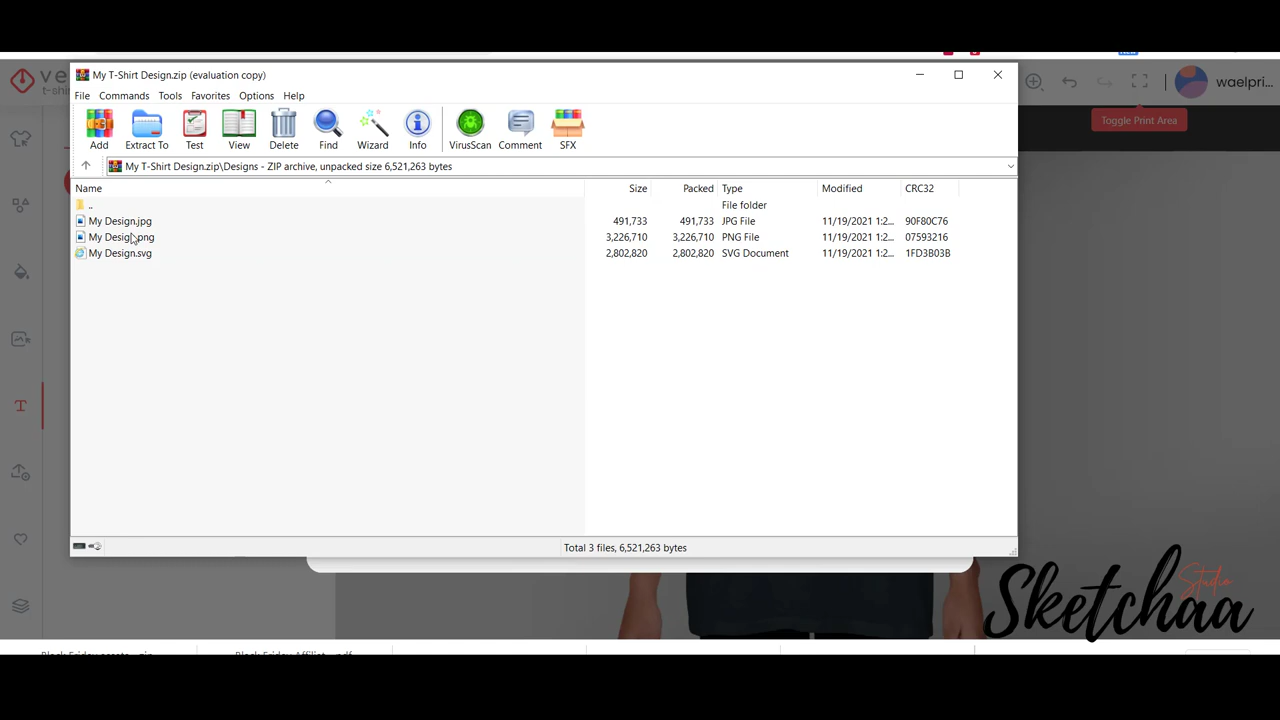 My T-Shirt Design.zip (evaluation copy)
File Commands Tools Favorites Options Help
waelpri...
Toggle Print Area
Add Extract To Test View Delete Find Wizard Info VirusScan Comment SFX
My T-Shirt Design.zip\Designs - ZIP archive, unpacked size 6,521,263 bytes
Name Size Packed Type Modified CRC32
.. File folder
My Design.jpg 491,733 491,733 JPG File 11/19/2021 1:2... 90F80C76
My Design.png 3,226,710 3,226,710 PNG File 11/19/2021 1:2... 07593216
My Design.svg 2,802,820 2,802,820 SVG Document 11/19/2021 1:2... 1FD3B03B
Total 3 files, 6,521,263 bytes
Sketchaa
Studio